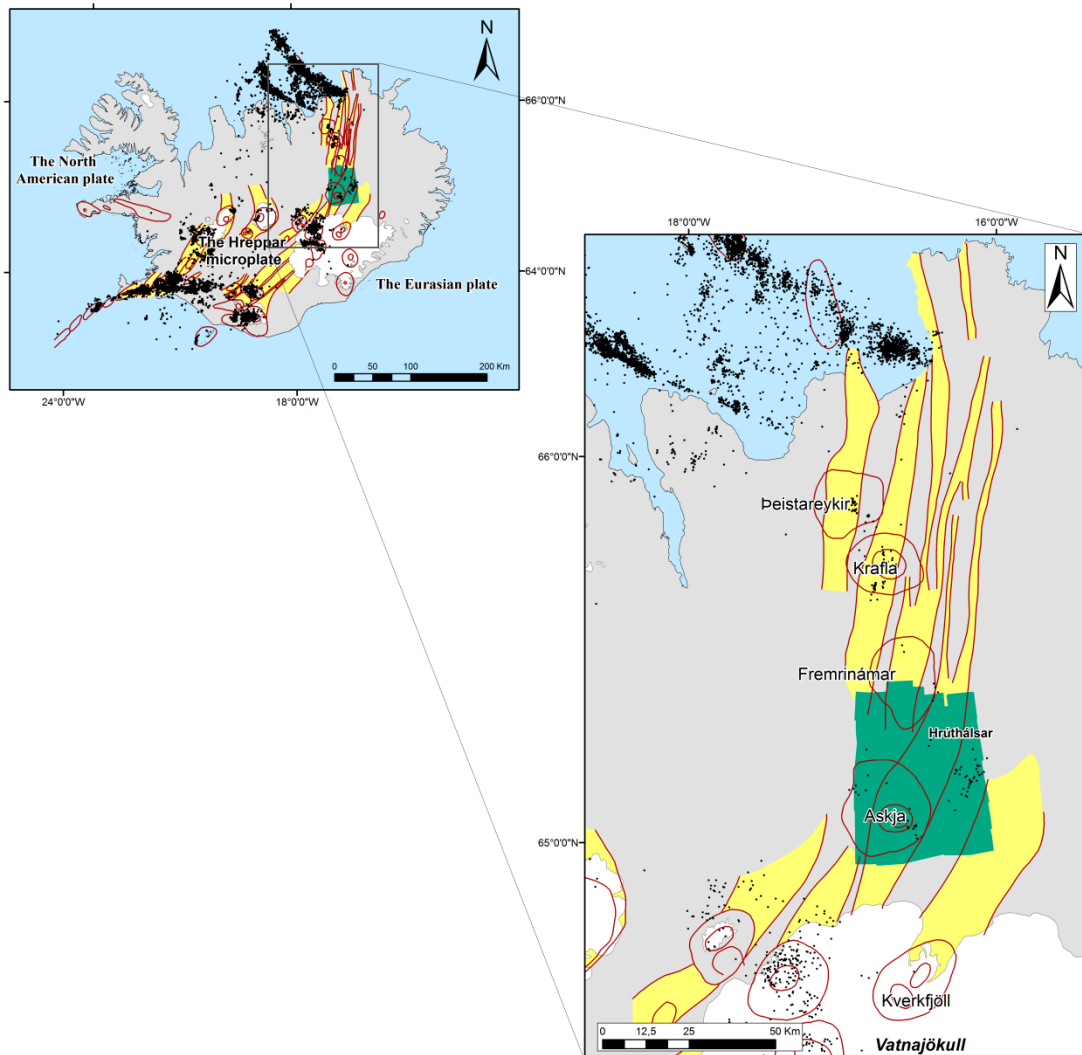 N
66°0'0"N
The North
American plate
The Hreppar
microplate
64°0'0"N
The Eurasian plate
0 50 100 200 Km
24°0'0"W 18°0'0"W
18°0'0"W 16°0'0"W
N
66°0'0"N
Þeistareykir
Krafla
Fremrinámar
Hrúthálsar
Askja
65°0'0"N
Kverkfjöll
0 12,5 25 50 Km
Vatnajökull